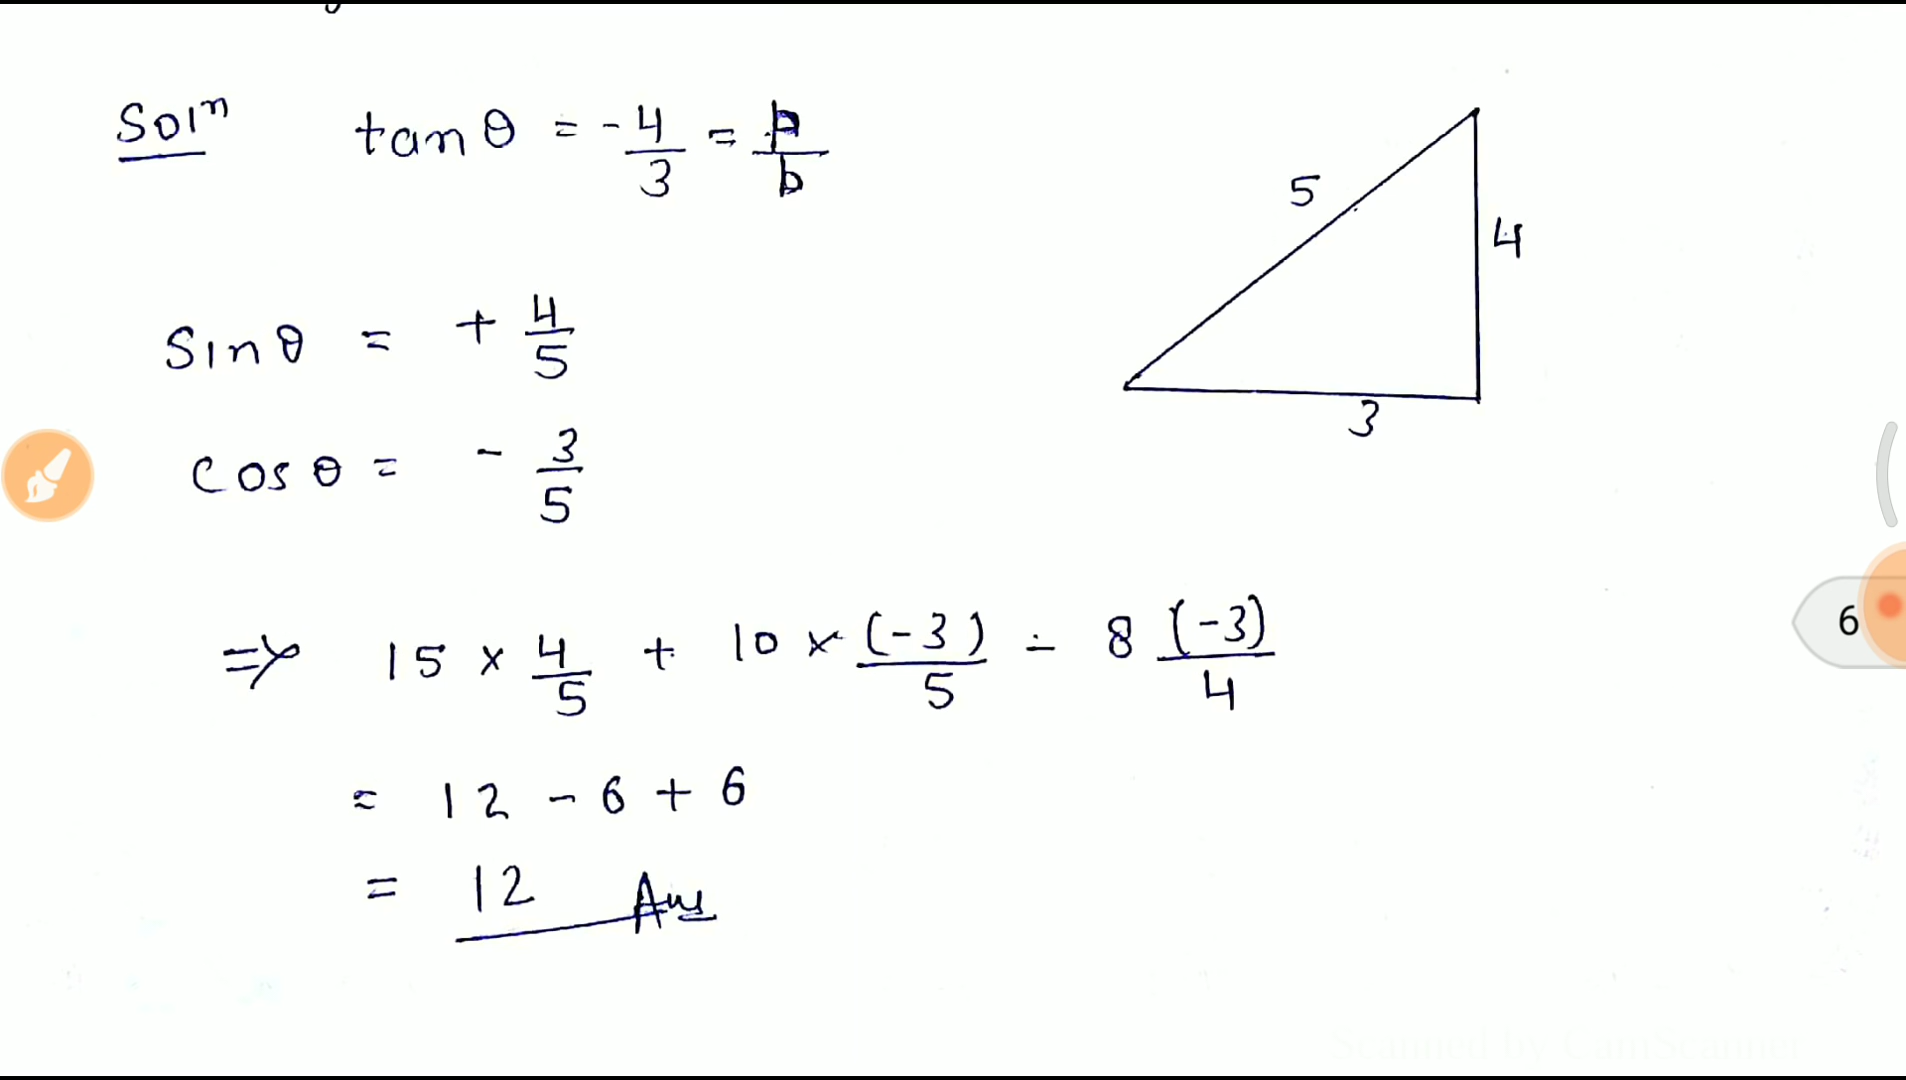 Solⁿ tan θ = -4/3 = p/b
5
4
3
Sin θ = + 4/5
Cos θ = - 3/5
6
⇒ 15 × 4/5 + 10 × (-3)/5 - 8 (-3)/4
= 12 - 6 + 6
= 12 Ans